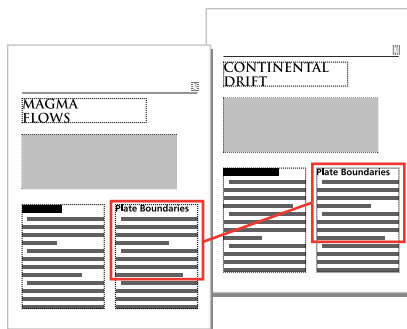 MAGMA
FLOWS
Plate Boundaries
CONTINENTAL
DRIFT
Plate Boundaries